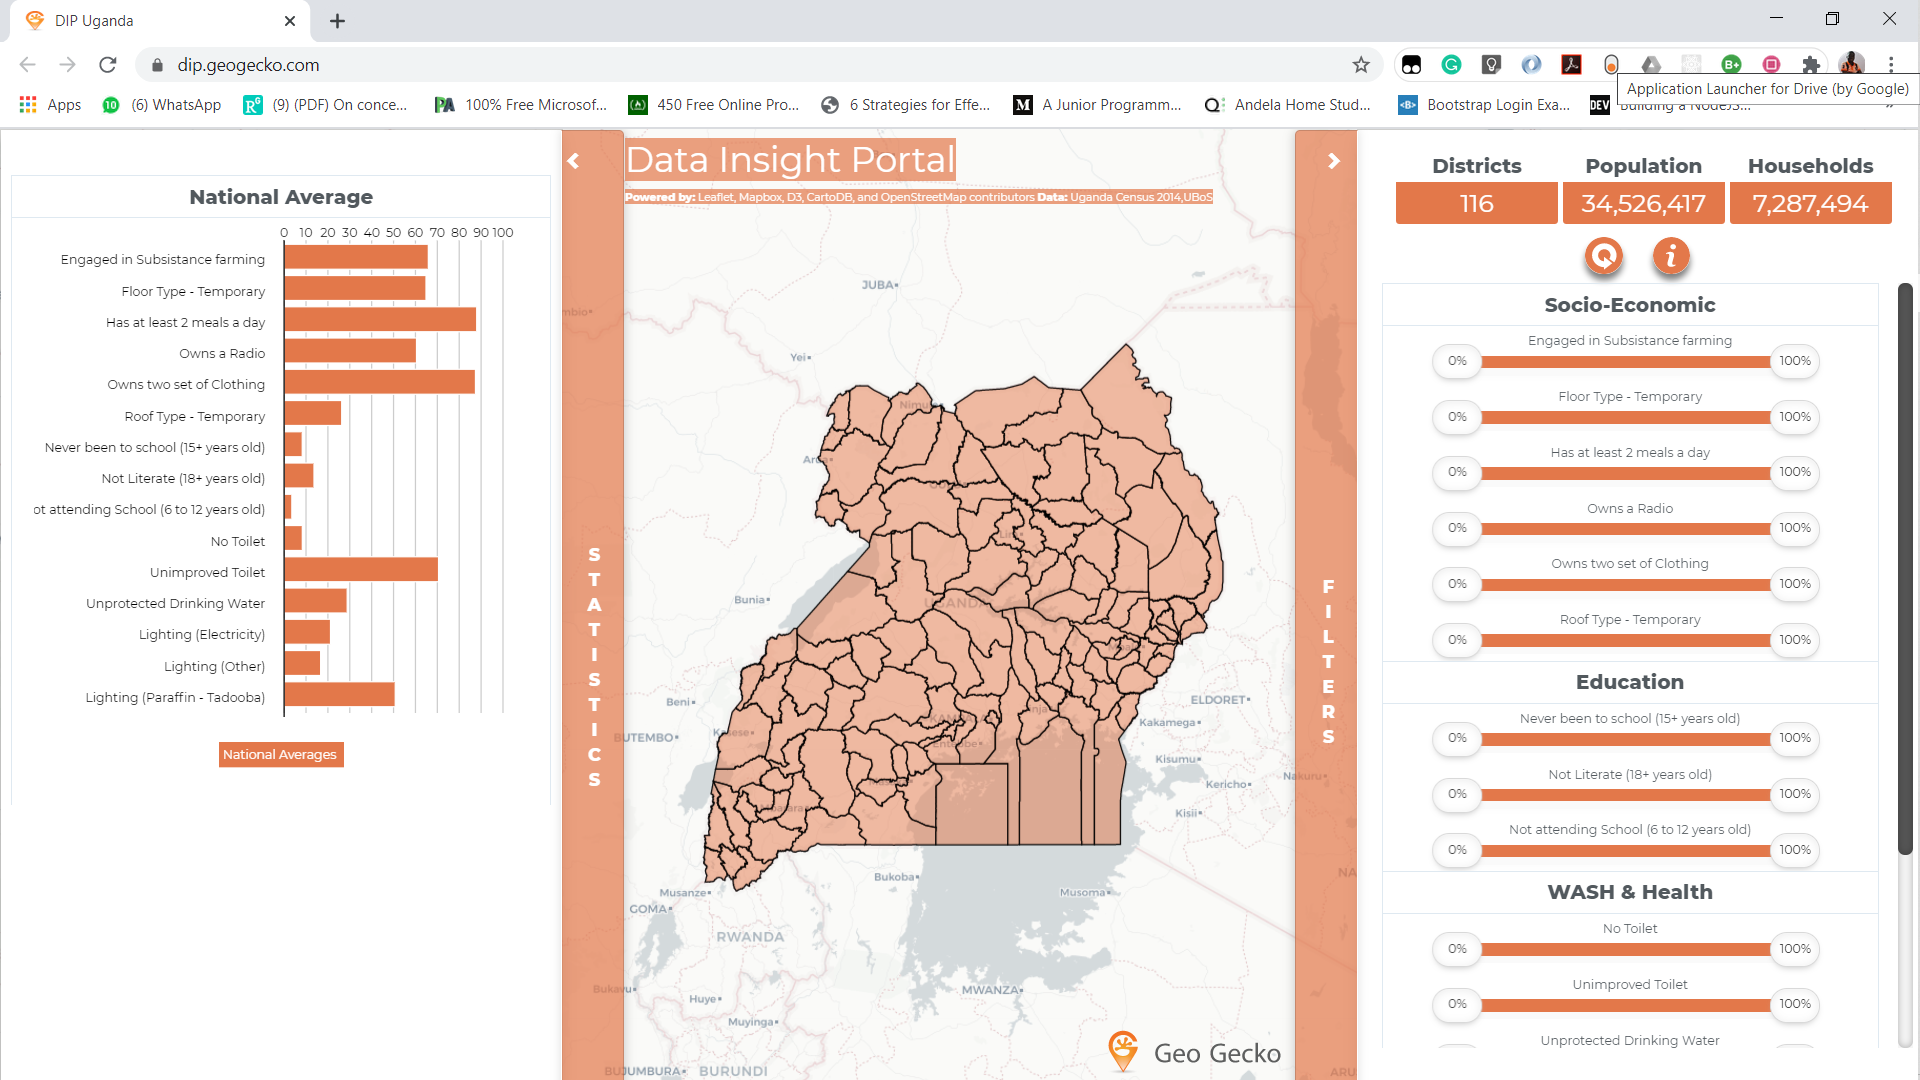 DIP Uganda
dip.geogecko.com
Apps
(6) WhatsApp
(9) (PDF) On conce...
100% Free Microsof...
450 Free Online Pro...
6 Strategies for Effe...
A Junior Programm...
Andela Home Stud...
Bootstrap Login Exa...
Building a NodeJS...
Application Launcher for Drive (by Google)
National Average
0 10 20 30 40 50 60 70 80 90 100
Engaged in Subsistance farming
Floor Type - Temporary
Has at least 2 meals a day
Owns a Radio
Owns two set of Clothing
Roof Type - Temporary
Never been to school (15+ years old)
Not Literate (18+ years old)
ot attending School (6 to 12 years old)
No Toilet
Unimproved Toilet
Unprotected Drinking Water
Lighting (Electricity)
Lighting (Other)
Lighting (Paraffin - Tadooba)
National Averages
STATISTICS
Data Insight Portal
Powered by: Leaflet, Mapbox, D3, CartoDB, and OpenStreetMap contributors Data: Uganda Census 2014,UBoS
JUBA
Yei
Nimule
Arua
Bunia
UGANDA
Beni
BUTEMBO
Kasese
KAMPALA
Entebbe
Mbarara
ELDORET
Kakamega
Kisumu
Kericho
Nakuru
Kisii
Bukoba
Musoma
Musanze
GOMA
RWANDA
Bukavu
Huye
MWANZA
Muyinga
BUJUMBURA
BURUNDI
Geo Gecko
FILTERS
Districts
116
Population
34,526,417
Households
7,287,494
Socio-Economic
Engaged in Subsistance farming
0% 100%
Floor Type - Temporary
0% 100%
Has at least 2 meals a day
0% 100%
Owns a Radio
0% 100%
Owns two set of Clothing
0% 100%
Roof Type - Temporary
0% 100%
Education
Never been to school (15+ years old)
0% 100%
Not Literate (18+ years old)
0% 100%
Not attending School (6 to 12 years old)
0% 100%
WASH & Health
No Toilet
0% 100%
Unimproved Toilet
0% 100%
Unprotected Drinking Water